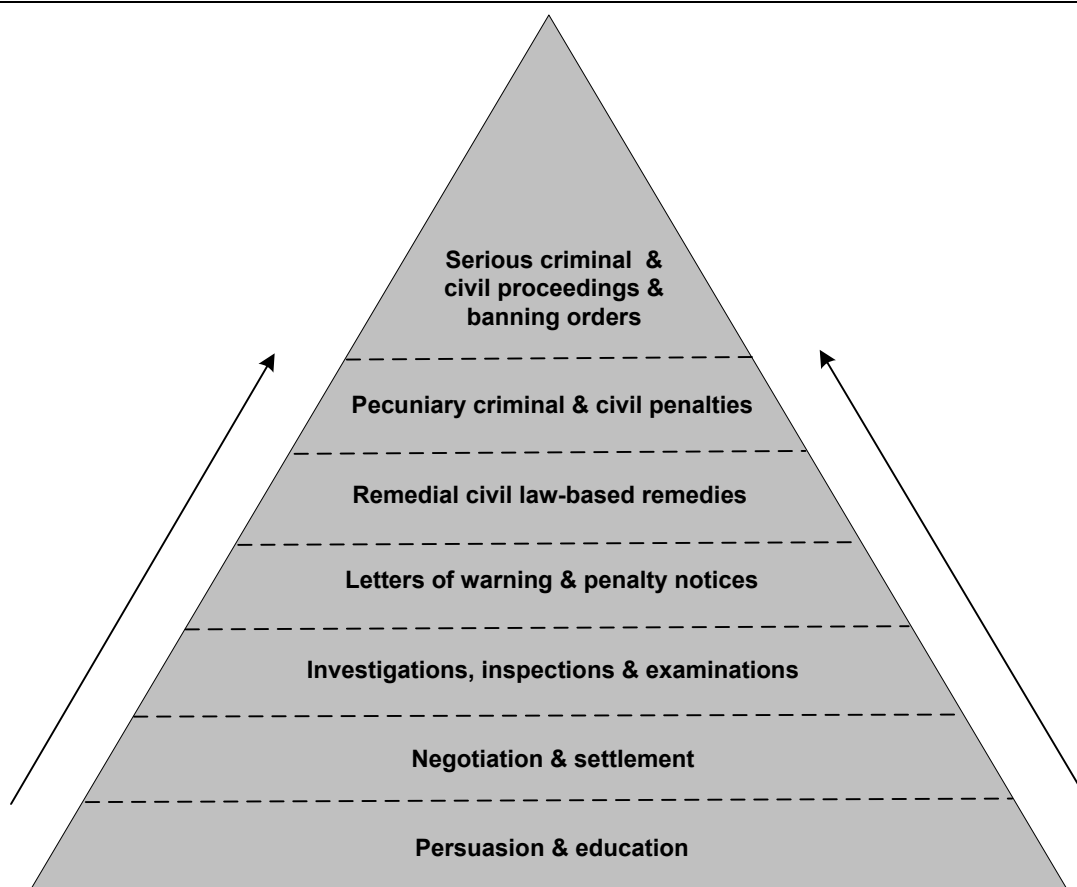 Serious criminal &
civil proceedings &
banning orders
Pecuniary criminal & civil penalties
Remedial civil law-based remedies
Letters of warning & penalty notices
Investigations, inspections & examinations
Negotiation & settlement
Persuasion & education